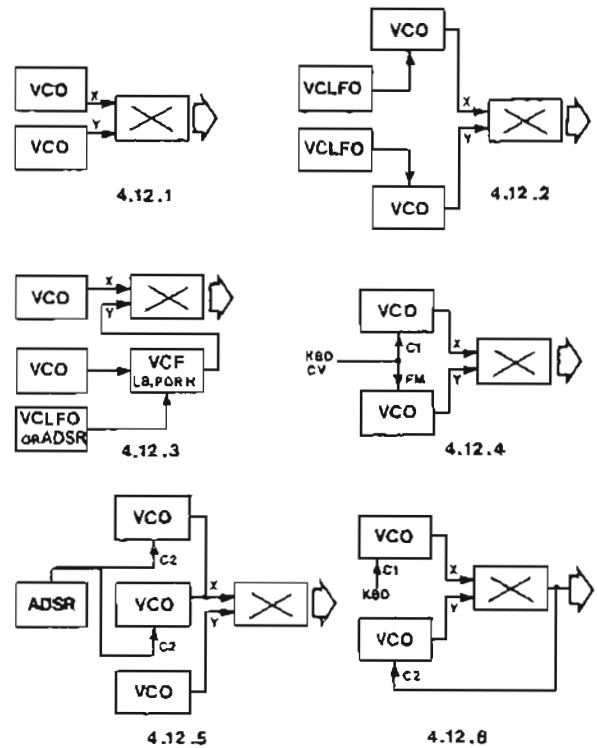 VCO
X
Y
VCO
4.12.1
VCO
VCLFO
X
Y
VCLFO
VCO
4.12.2
VCO
X
Y
VCO
VCF
VCLFO
OR ADSR
4.12.3
VCO
KBD
CV
C1
X
FM
Y
VCO
4.12.4
VCO
C2
X
ADSR
VCO
Y
C2
VCO
4.12.5
VCO
C1
KBD
X
Y
VCO
C2
4.12.6